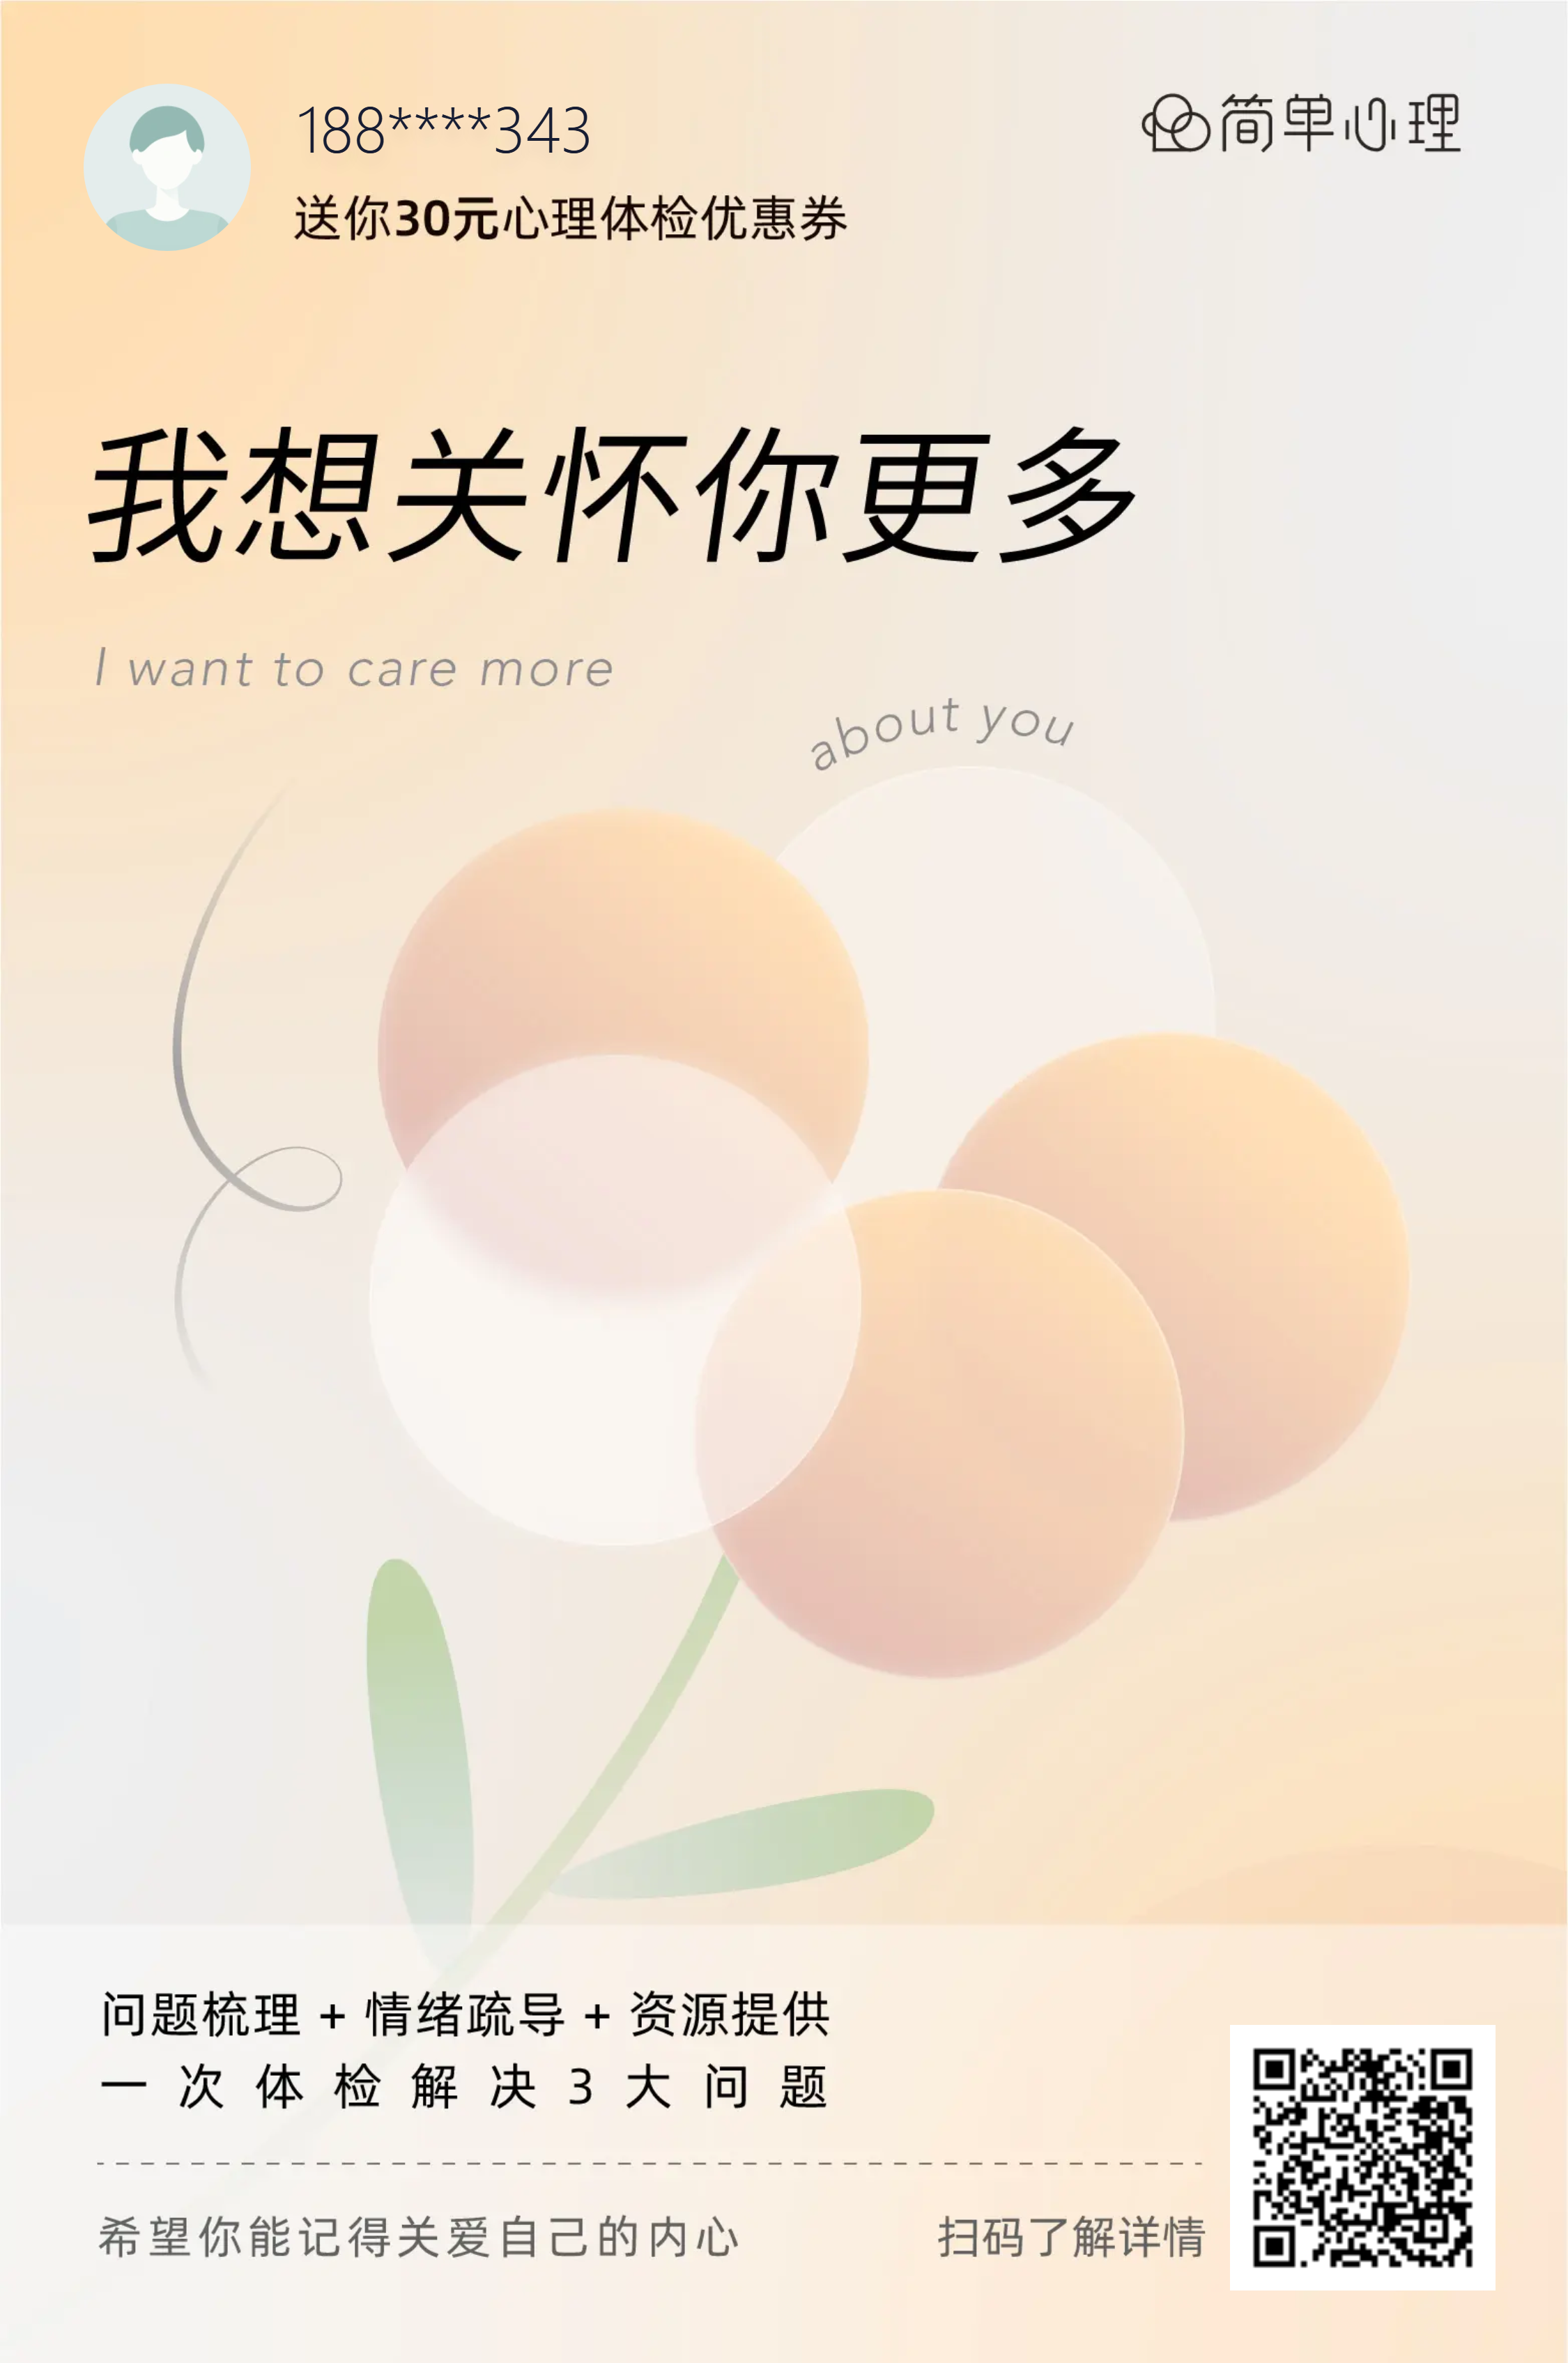 188****343
简单心理
送你30元心理体检优惠券
我想关怀你更多
I want to care more
about you
问题梳理 + 情绪疏导 + 资源提供
一次体检解决3大问题
希望你能记得关爱自己的内心
扫码了解详情